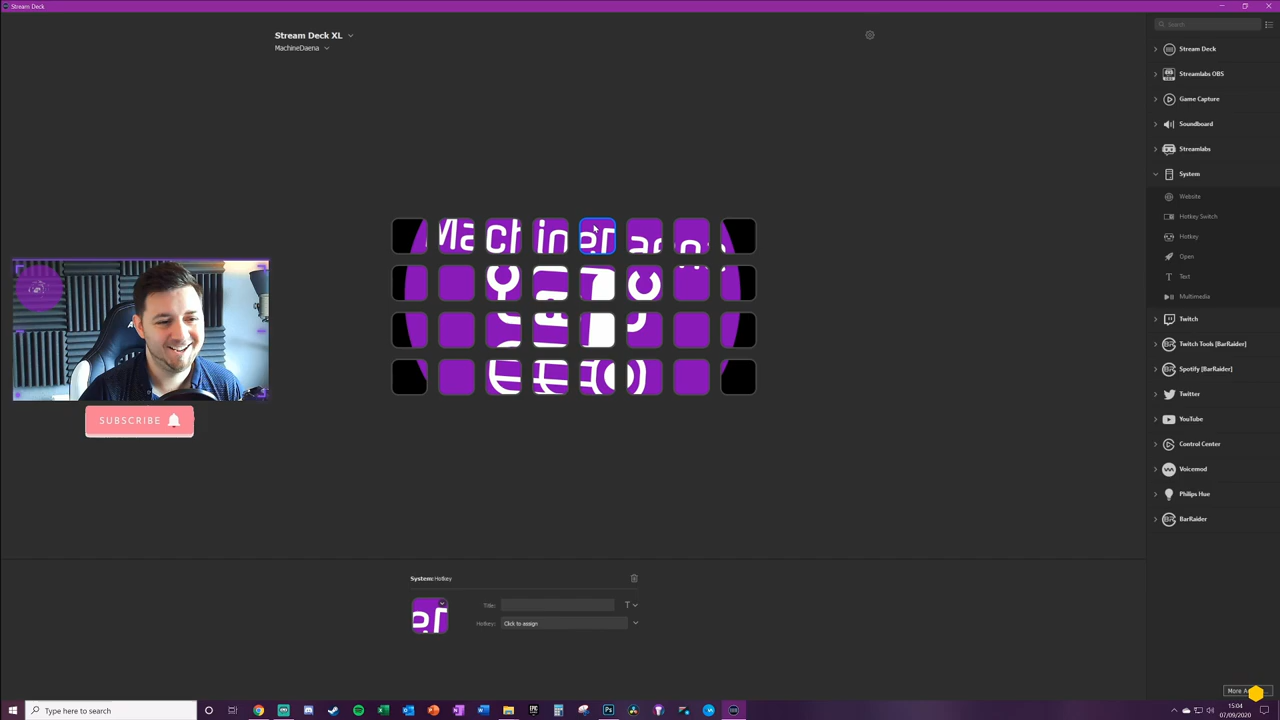 Stream Deck
Stream Deck XL
MachineDaena
Search
Stream Deck
Streamlabs OBS
Game Capture
Soundboard
Streamlabs
System
Website
Hotkey Switch
Hotkey
Open
Text
Multimedia
Twitch
Twitch Tools [BarRaider]
Spotify [BarRaider]
Twitter
YouTube
Control Center
Voicemod
Philips Hue
BarRaider
SUBSCRIBE
System: Hotkey
Title:
Hotkey: Click to assign
More A
Type here to search
15:04
07/09/2020